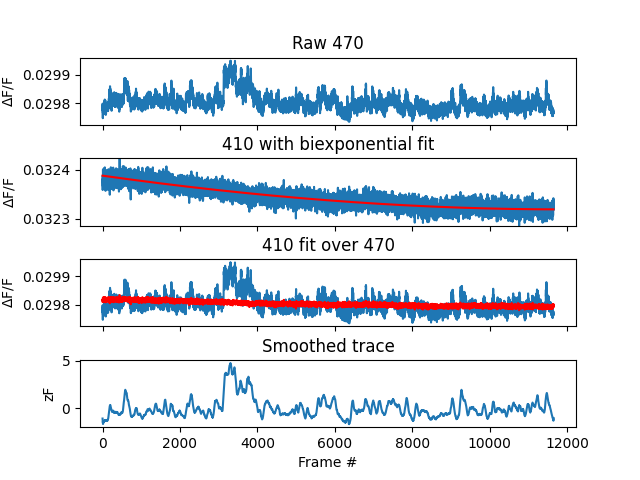 Raw 470
0.0299
0.0298
ΔF/F
410 with biexponential fit
0.0324
0.0323
ΔF/F
410 fit over 470
0.0299
0.0298
ΔF/F
Smoothed trace
5
0
zF
0 2000 4000 6000 8000 10000 12000
Frame #